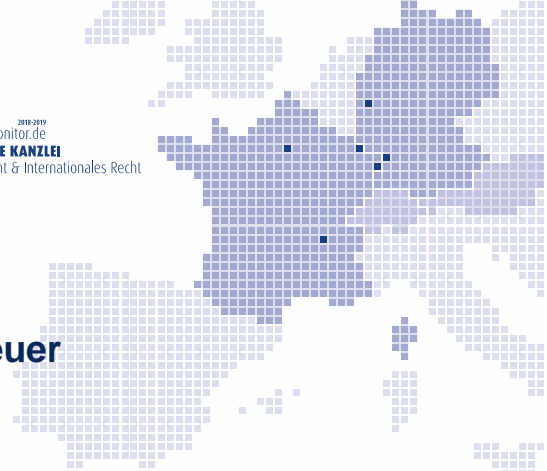 2018-2019
onitor.de
E KANZLEI
nt & Internationales Recht
euer